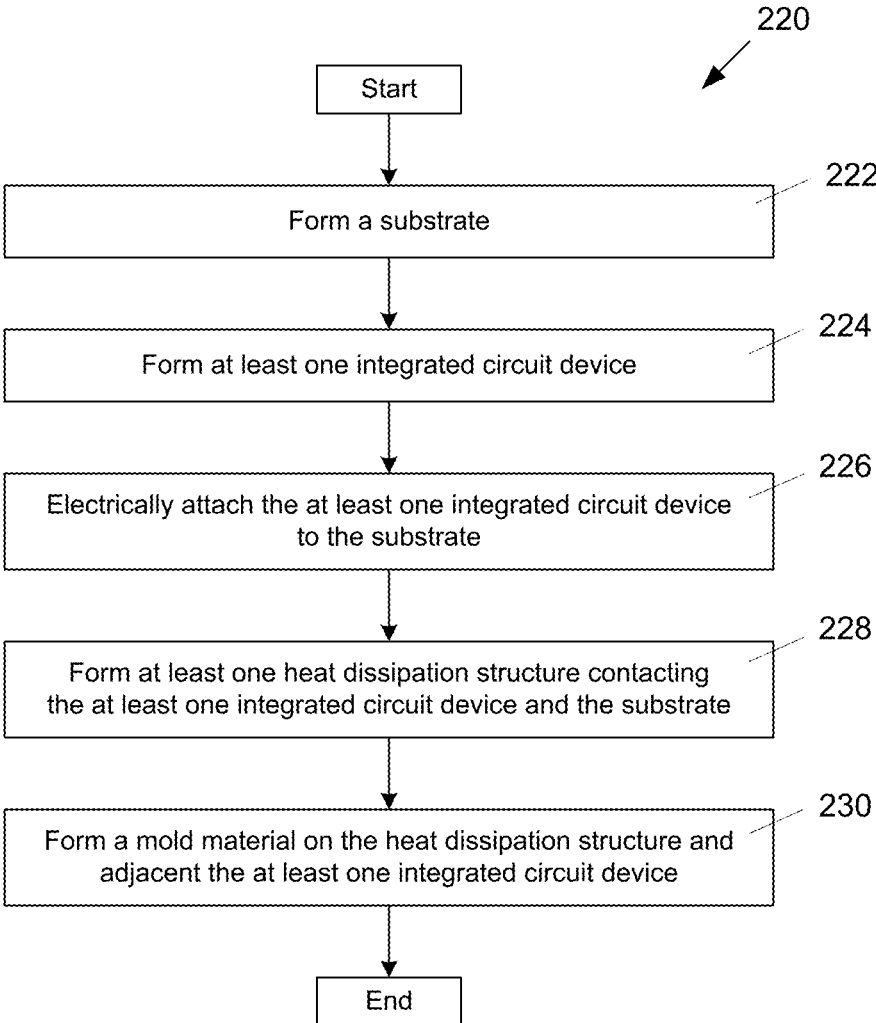 220
Start
222
Form a substrate
224
Form at least one integrated circuit device
226
Electrically attach the at least one integrated circuit device
to the substrate
228
Form at least one heat dissipation structure contacting
the at least one integrated circuit device and the substrate
230
Form a mold material on the heat dissipation structure and
adjacent the at least one integrated circuit device
End